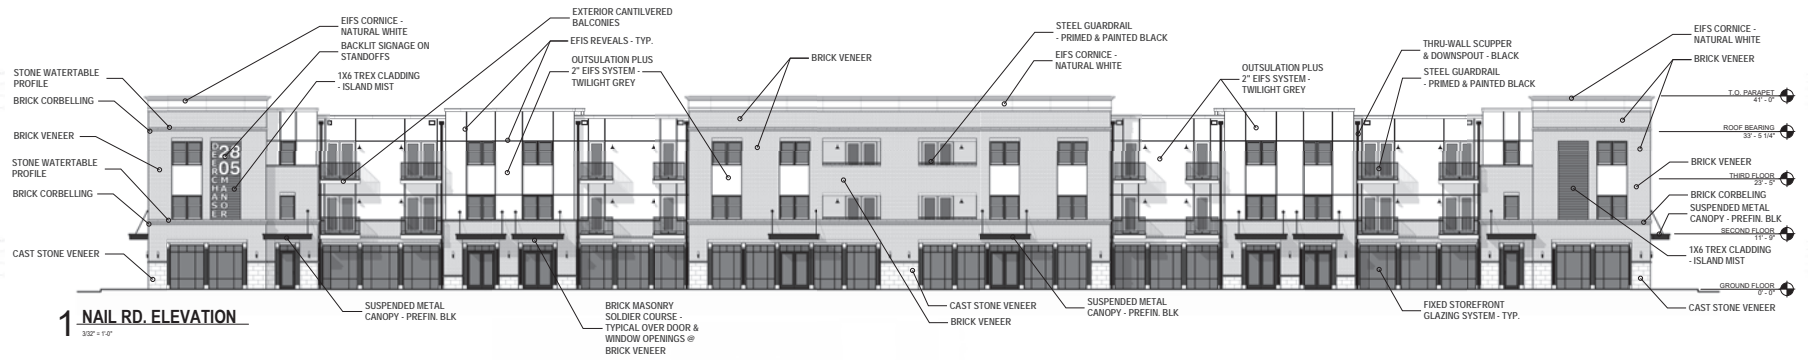 EIFS CORNICE -
NATURAL WHITE
BACKLIT SIGNAGE ON
STANDOFFS
1X6 TREX CLADDING
- ISLAND MIST
STONE WATERTABLE
PROFILE
BRICK CORBELLING
BRICK VENEER
STONE WATERTABLE
PROFILE
BRICK CORBELLING
CAST STONE VENEER
EXTERIOR CANTILVERED
BALCONIES
EFIS REVEALS - TYP.
OUTSULATION PLUS
2" EIFS SYSTEM -
TWILIGHT GREY
BRICK VENEER
STEEL GUARDRAIL
- PRIMED & PAINTED BLACK
EIFS CORNICE -
NATURAL WHITE
OUTSULATION PLUS
2" EIFS SYSTEM -
TWILIGHT GREY
THRU-WALL SCUPPER
& DOWNSPOUT - BLACK
STEEL GUARDRAIL
- PRIMED & PAINTED BLACK
EIFS CORNICE -
NATURAL WHITE
BRICK VENEER
T.O. PARAPET
41' - 0"
ROOF BEARING
33' - 5 1/4"
BRICK VENEER
THIRD FLOOR
23' - 5"
BRICK CORBELING
SUSPENDED METAL
CANOPY - PREFIN. BLK
SECOND FLOOR
11' - 9"
1X6 TREX CLADDING
- ISLAND MIST
GROUND FLOOR
0' - 0"
CAST STONE VENEER
DEERCHASE
28
05
MANOR
SUSPENDED METAL
CANOPY - PREFIN. BLK
BRICK MASONRY
SOLDIER COURSE -
TYPICAL OVER DOOR &
WINDOW OPENINGS @
BRICK VENEER
CAST STONE VENEER
BRICK VENEER
SUSPENDED METAL
CANOPY - PREFIN. BLK
FIXED STOREFRONT
GLAZING SYSTEM - TYP.
1 NAIL RD. ELEVATION
3/32" = 1'-0"